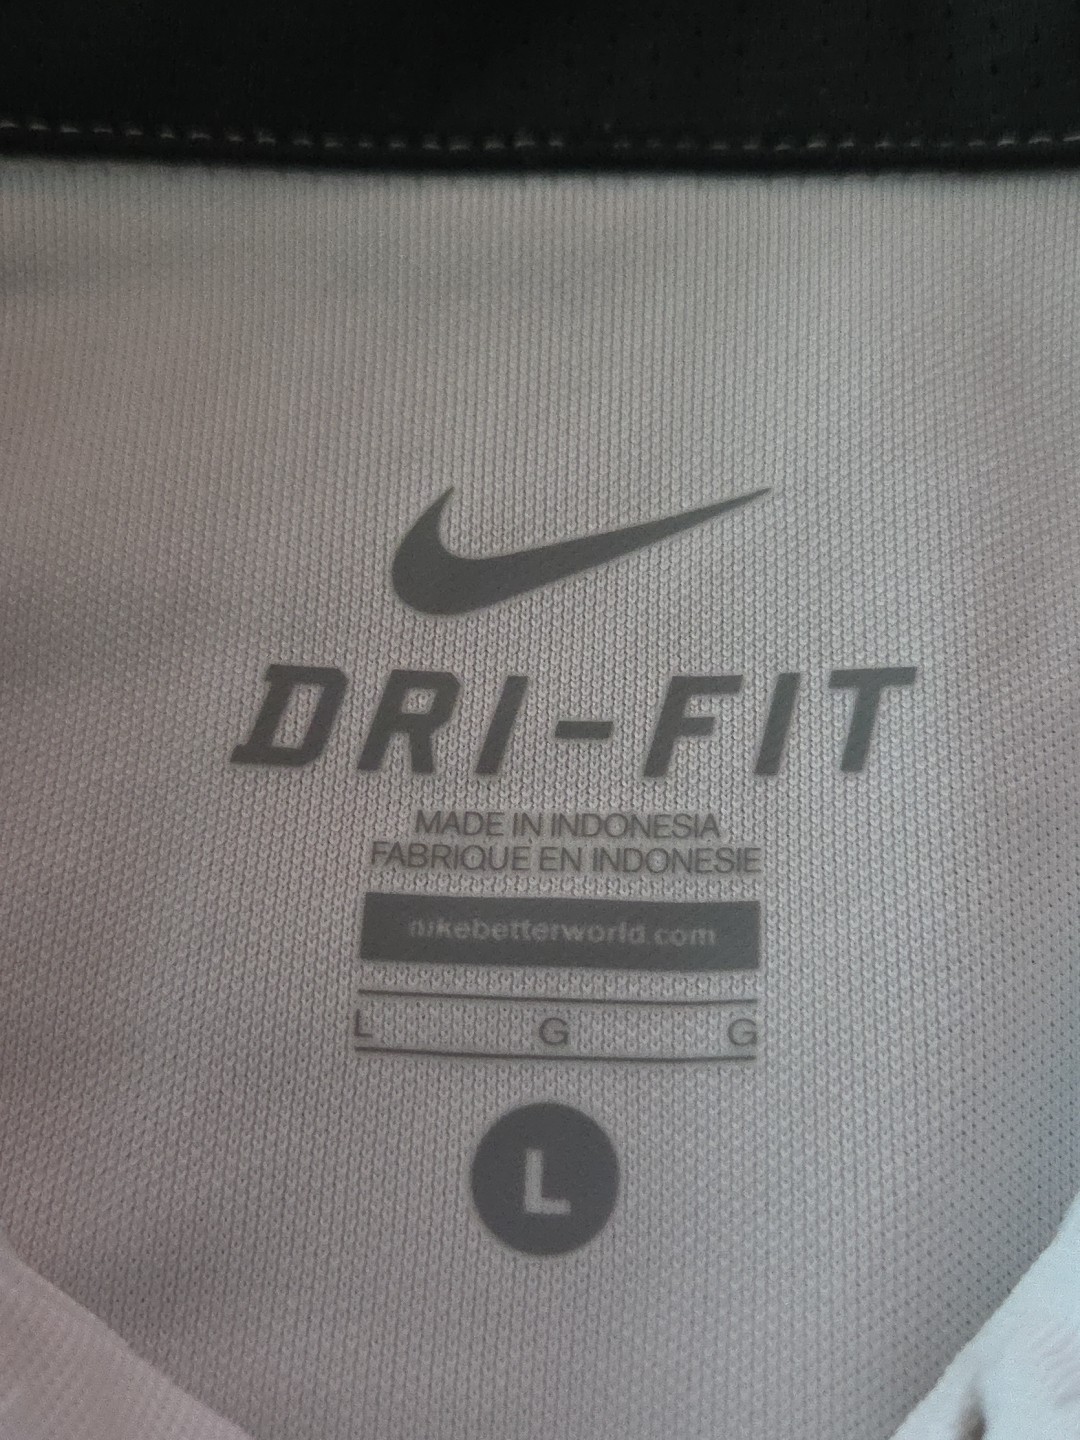 DRI-FIT
MADE IN INDONESIA
FABRIQUE EN INDONESIE
nikebetterworld.com
L G G
L